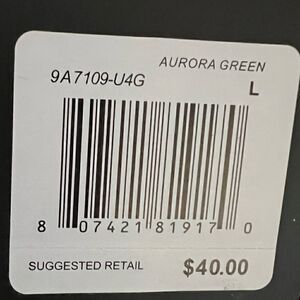 AURORA GREEN
9A7109-U4G
L
8 07421 81917 0
SUGGESTED RETAIL $40.00